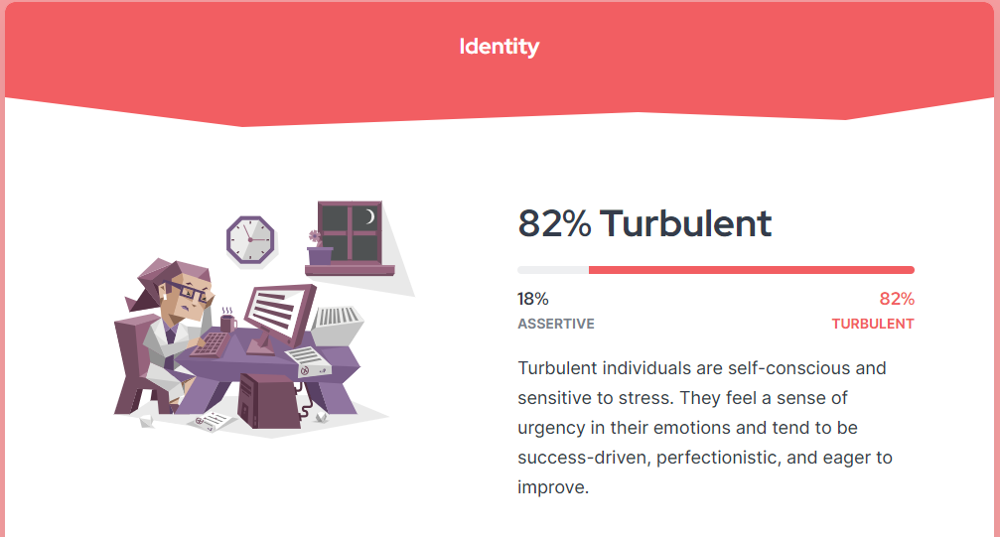 Identity
82% Turbulent
18%
82%
ASSERTIVE
TURBULENT
Turbulent individuals are self-conscious and
sensitive to stress. They feel a sense of
urgency in their emotions and tend to be
success-driven, perfectionistic, and eager to
improve.